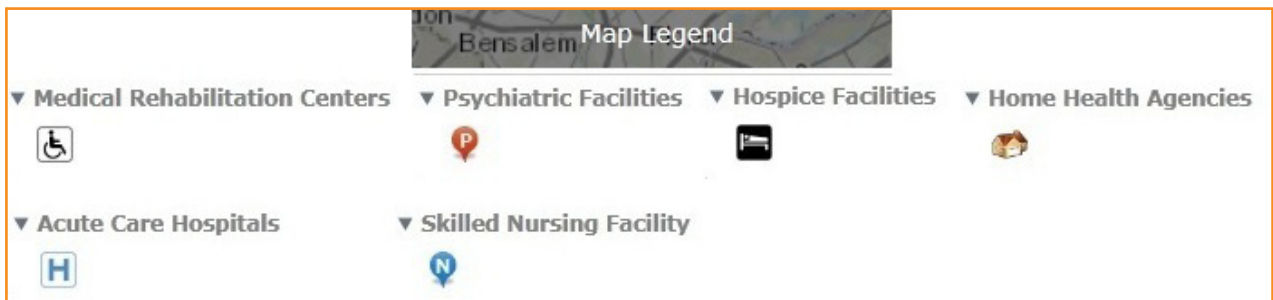 Bensalem
Map Legend
Medical Rehabilitation Centers
Psychiatric Facilities
Hospice Facilities
Home Health Agencies
P
Acute Care Hospitals
Skilled Nursing Facility
H
N